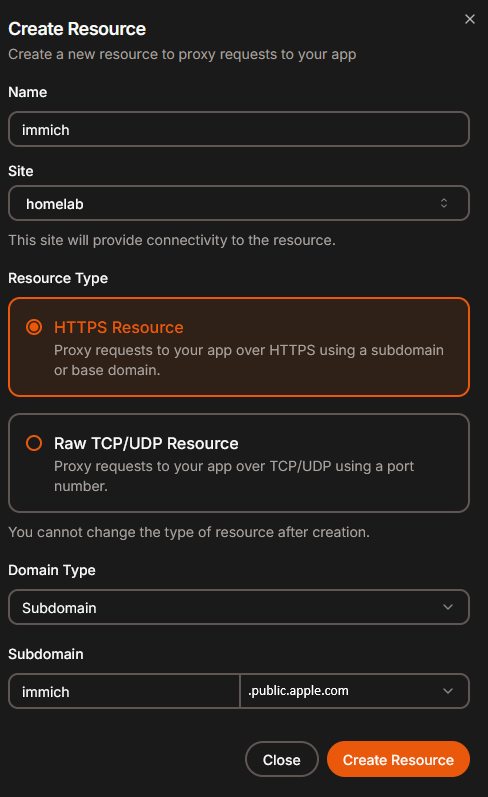 Create Resource
Create a new resource to proxy requests to your app
Name
immich
Site
homelab
This site will provide connectivity to the resource.
Resource Type
HTTPS Resource
Proxy requests to your app over HTTPS using a subdomain
or base domain.
Raw TCP/UDP Resource
Proxy requests to your app over TCP/UDP using a port
number.
You cannot change the type of resource after creation.
Domain Type
Subdomain
Subdomain
immich .public.apple.com
Close Create Resource